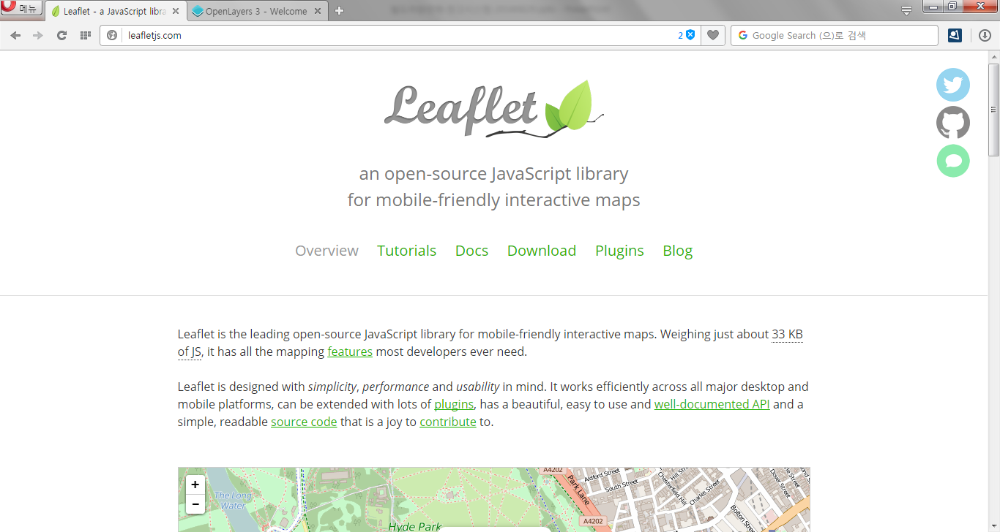 메뉴
Leaflet - a JavaScript libra
OpenLayers 3 - Welcome
leafletjs.com
2
Google Search (으)로 검색
Leaflet
an open-source JavaScript library
for mobile-friendly interactive maps
Overview Tutorials Docs Download Plugins Blog
Leaflet is the leading open-source JavaScript library for mobile-friendly interactive maps. Weighing just about 33 KB
of JS, it has all the mapping features most developers ever need.
Leaflet is designed with simplicity, performance and usability in mind. It works efficiently across all major desktop and
mobile platforms, can be extended with lots of plugins, has a beautiful, easy to use and well-documented API and a
simple, readable source code that is a joy to contribute to.
+
-
The Long
Water
Hyde Park
A4202
Park Lane
A4202
Aldford Street
South Street
Chesterfield Hill
Hill Street
Charles Street
Bolton Street
Dover Street